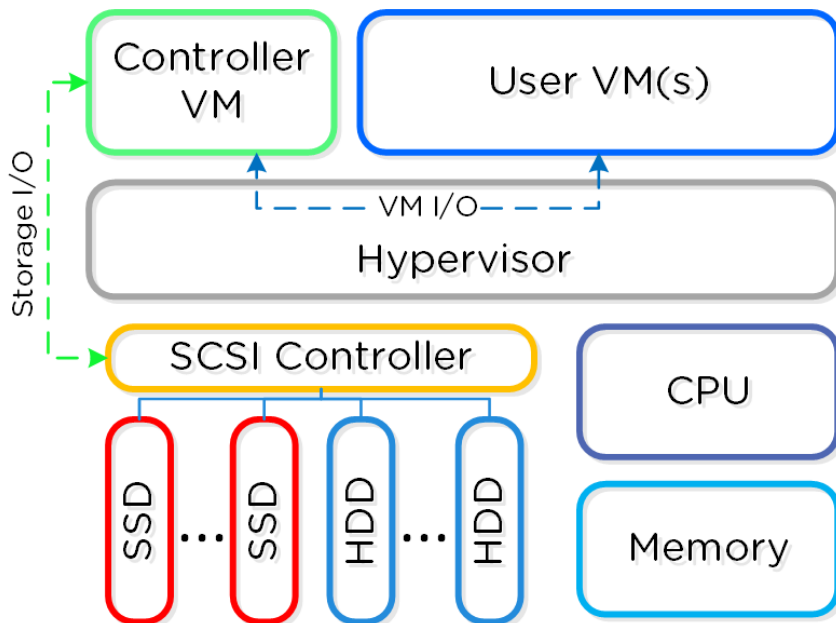 Controller
VM
User VM(s)
Storage I/O
VM I/O
Hypervisor
SCSI Controller
CPU
SSD
...
SSD
HDD
...
HDD
Memory